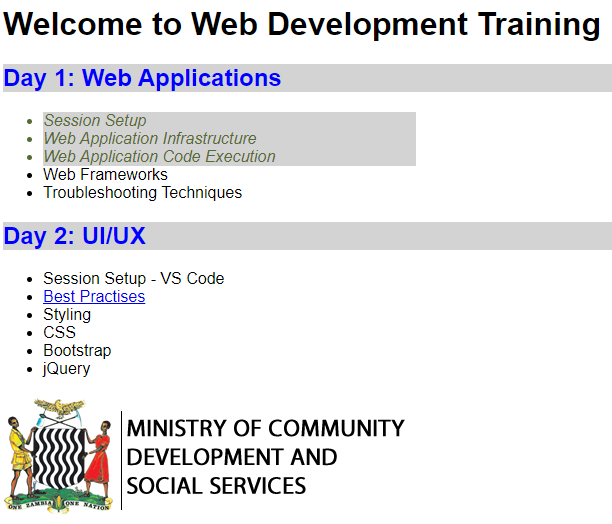 Welcome to Web Development Training
Day 1: Web Applications
Session Setup
Web Application Infrastructure
Web Application Code Execution
Web Frameworks
Troubleshooting Techniques
Day 2: UI/UX
Session Setup - VS Code
Best Practises
Styling
CSS
Bootstrap
jQuery
MINISTRY OF COMMUNITY
DEVELOPMENT AND
SOCIAL SERVICES
ONE ZAMBIA ONE NATION